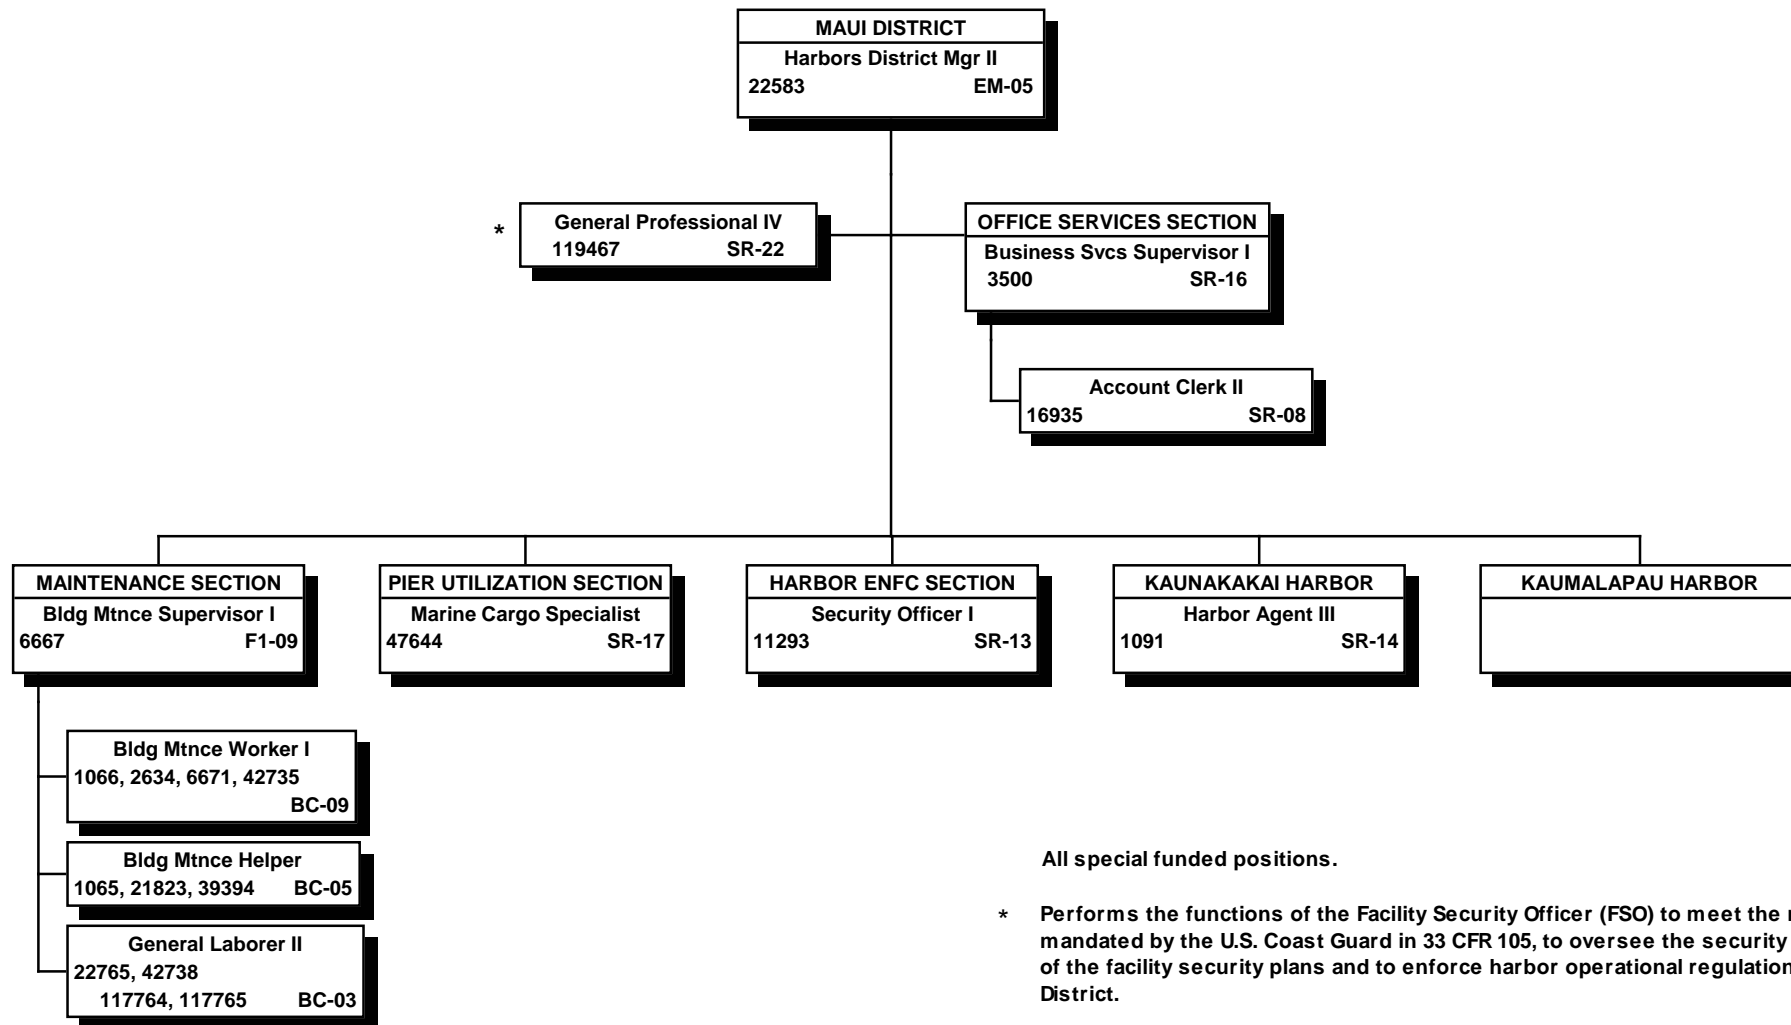 MAUI DISTRICT
Harbors District Mgr II
22583 EM-05
* General Professional IV
119467 SR-22
OFFICE SERVICES SECTION
Business Svcs Supervisor I
3500 SR-16
Account Clerk II
16935 SR-08
MAINTENANCE SECTION
Bldg Mtnce Supervisor I
6667 F1-09
PIER UTILIZATION SECTION
Marine Cargo Specialist
47644 SR-17
HARBOR ENFC SECTION
Security Officer I
11293 SR-13
KAUNAKAKAI HARBOR
Harbor Agent III
1091 SR-14
KAUMALAPAU HARBOR
Bldg Mtnce Worker I
1066, 2634, 6671, 42735
BC-09
Bldg Mtnce Helper
1065, 21823, 39394 BC-05
General Laborer II
22765, 42738
117764, 117765 BC-03
All special funded positions.
* Performs the functions of the Facility Security Officer (FSO) to meet the
mandated by the U.S. Coast Guard in 33 CFR 105, to oversee the security
of the facility security plans and to enforce harbor operational regulation
District.